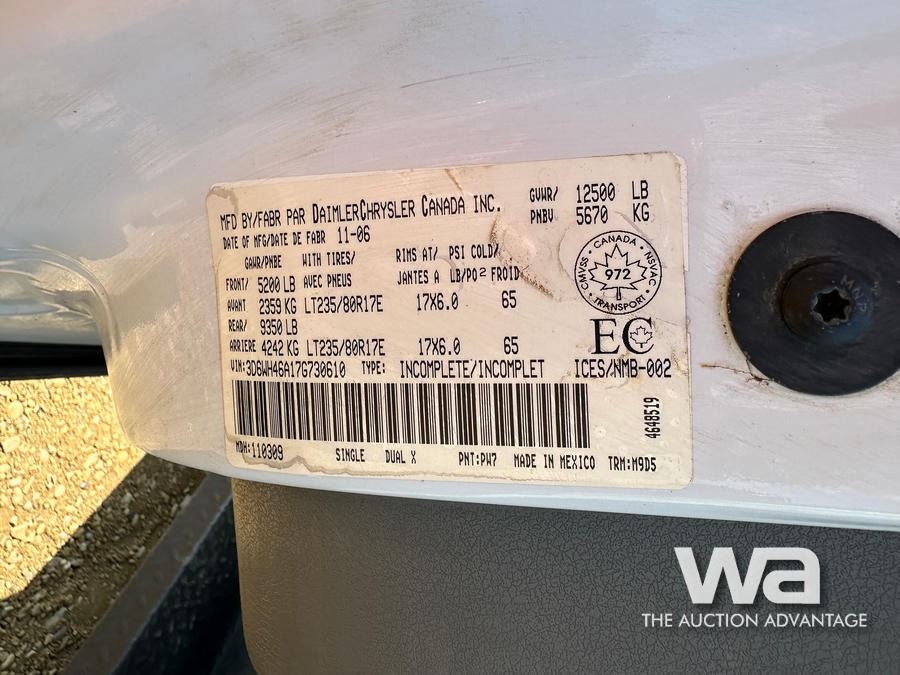 MFD BY/FABR PAR DAIMLERCHRYSLER CANADA INC.
GVWR/ 12500 LB
PNBV 5670 KG
DATE OF MFG/DATE DE FABR 11-06
GAWR/PNBE WITH TIRES/ RIMS AT/ PSI COLD/
FRONT/ 5200 LB AVEC PNEUS JANTES A LB/PO² FROID
AVANT 2359 KG LT235/80R17E 17X6.0 65
REAR/ 9350 LB
ARRIERE 4242 KG LT235/80R17E 17X6.0 65
CANADA
CMVSS 972 NSVAC
TRANSPORT
EC
VIN:3D6WH46A17G730610 TYPE: INCOMPLETE/INCOMPLET ICES/NMB-002
4648519
MDH:110309 SINGLE DUAL X PNT:PW7 MADE IN MEXICO TRM:M9D5
wa
THE AUCTION ADVANTAGE